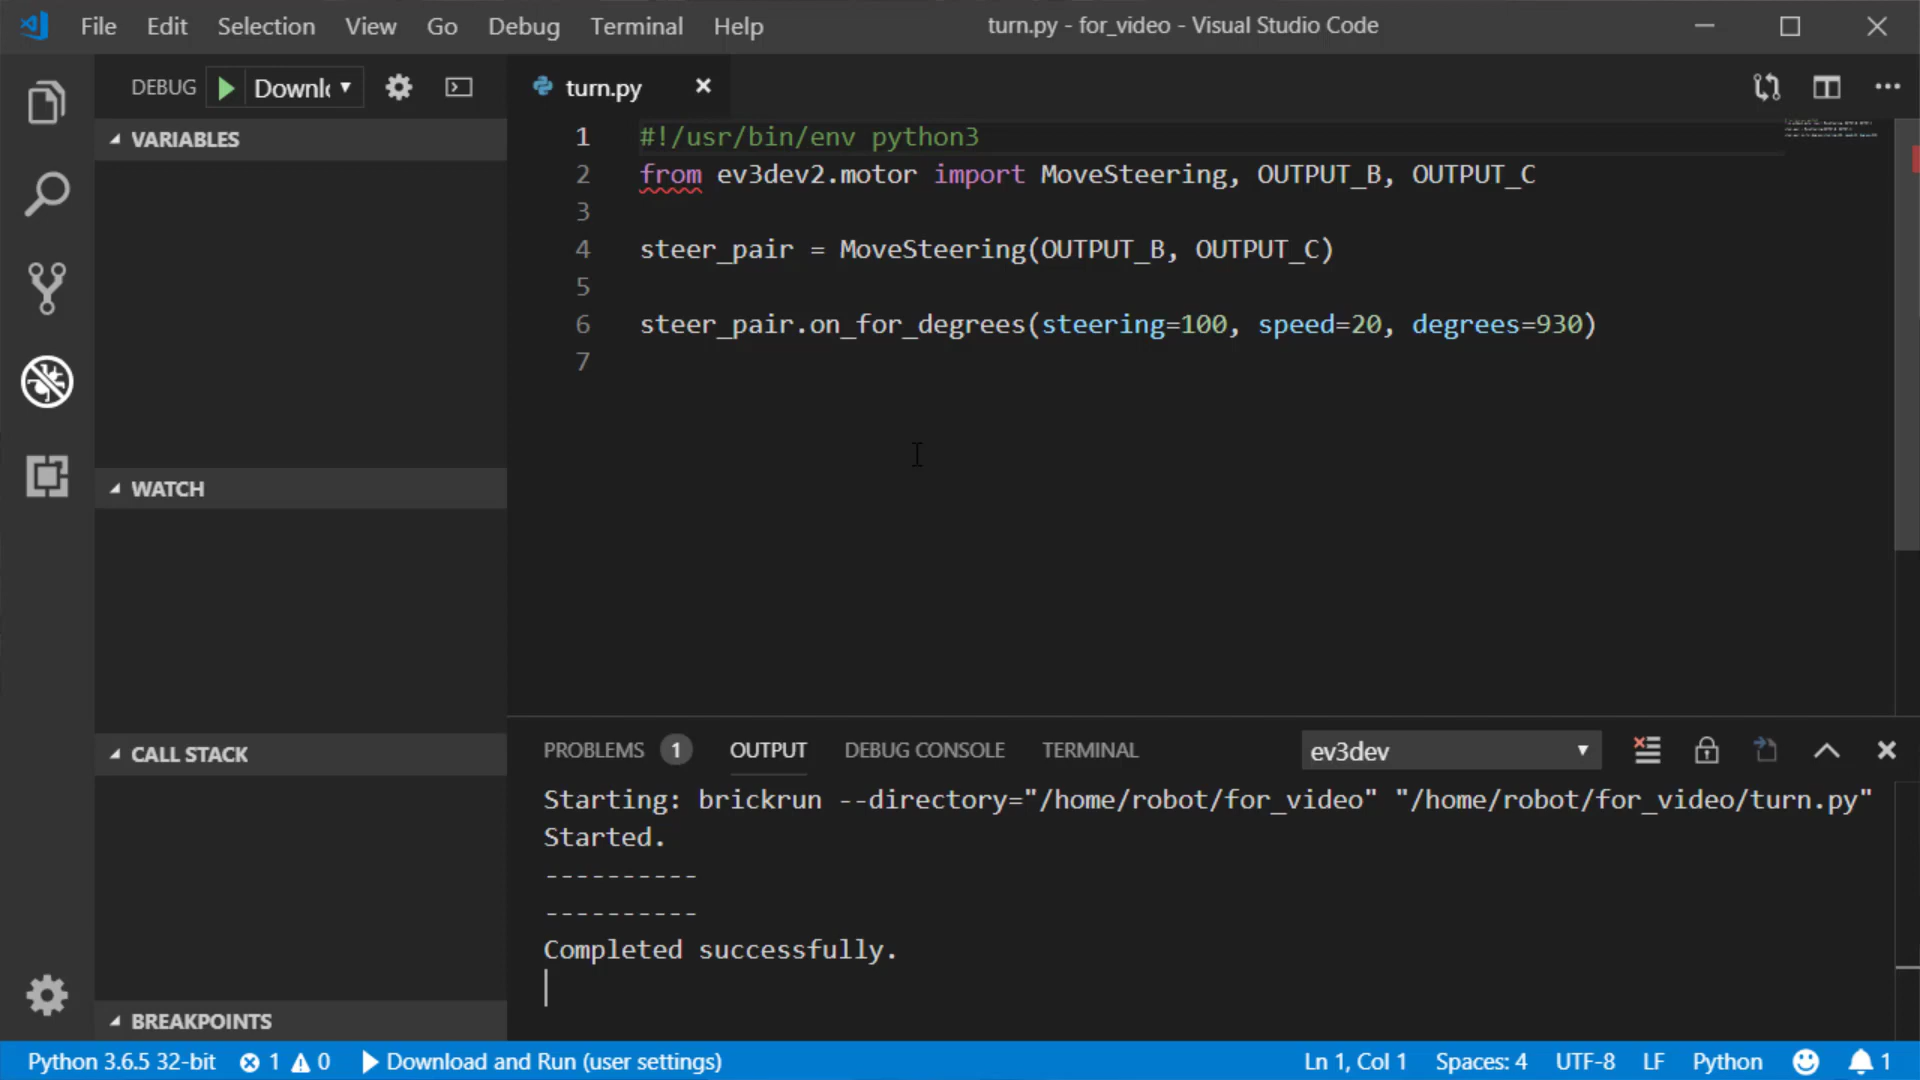 File Edit Selection View Go Debug Terminal Help turn.py - for_video - Visual Studio Code
DEBUG Downl turn.py
VARIABLES
WATCH
CALL STACK
BREAKPOINTS
1 #!/usr/bin/env python3
2 from ev3dev2.motor import MoveSteering, OUTPUT_B, OUTPUT_C
3
4 steer_pair = MoveSteering(OUTPUT_B, OUTPUT_C)
5
6 steer_pair.on_for_degrees(steering=100, speed=20, degrees=930)
7
PROBLEMS 1 OUTPUT DEBUG CONSOLE TERMINAL ev3dev
Starting: brickrun --directory="/home/robot/for_video" "/home/robot/for_video/turn.py"
Started.
----------
----------
Completed successfully.
Python 3.6.5 32-bit 1 0 Download and Run (user settings) Ln 1, Col 1 Spaces: 4 UTF-8 LF Python 1